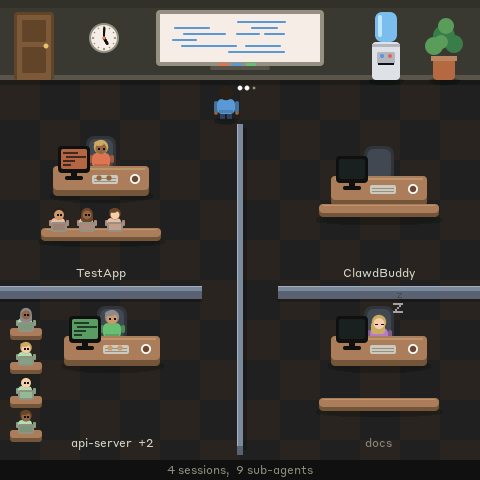 TestApp
ClawdBuddy
z
api-server +2
docs
4 sessions, 9 sub-agents